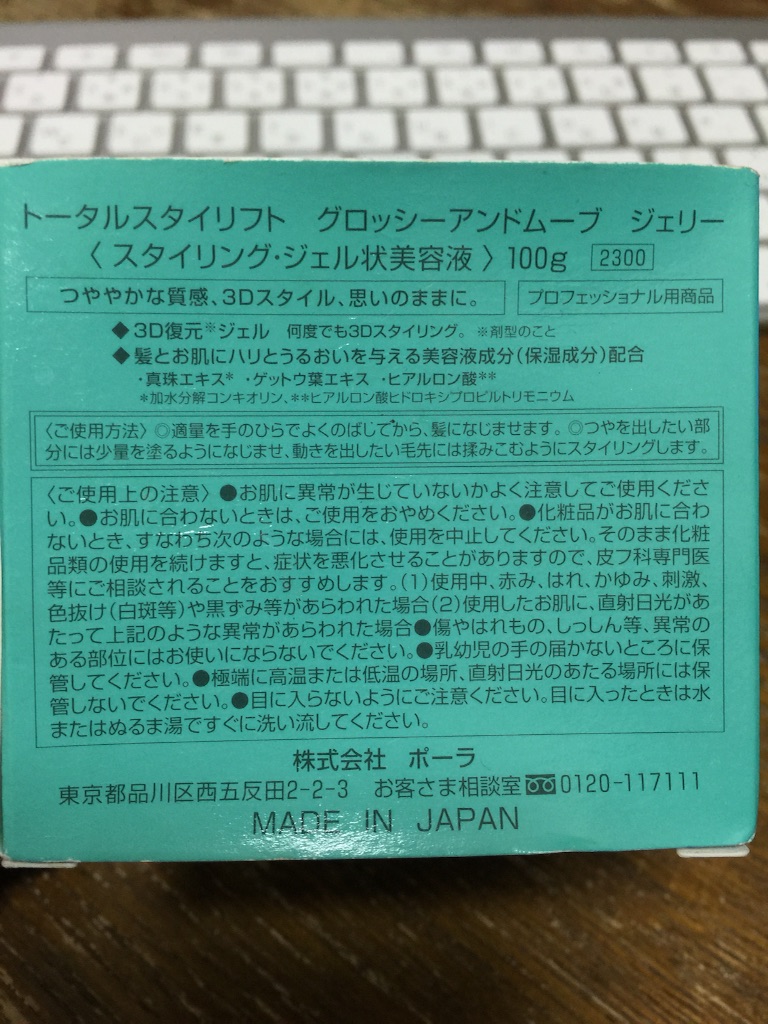 トータルスタイリフト グロッシーアンドムーブ ジェリー
〈 スタイリング・ジェル状美容液 〉 100g 2300
つややかな質感、3Dスタイル、思いのままに。 プロフェッショナル用商品
◆3D復元※ジェル 何度でも3Dスタイリング。 ※剤型のこと
◆髪とお肌にハリとうるおいを与える美容液成分(保湿成分)配合
・真珠エキス* ・ゲットウ葉エキス ・ヒアルロン酸**
*加水分解コンキオリン、**ヒアルロン酸ヒドロキシプロピルトリモニウム
〈ご使用方法〉◎適量を手のひらでよくのばしてから、髪になじませます。◎つやを出したい部
分には少量を塗るようになじませ、動きを出したい毛先には揉みこむようにスタイリングします。
〈ご使用上の注意〉●お肌に異常が生じていないかよく注意してご使用くださ
い。●お肌に合わないときは、ご使用をおやめください。●化粧品がお肌に合わ
ないとき、すなわち次のような場合には、使用を中止してください。そのまま化粧
品類の使用を続けますと、症状を悪化させることがありますので、皮フ科専門医
等にご相談されることをおすすめします。(1)使用中、赤み、はれ、かゆみ、刺激、
色抜け(白斑等)や黒ずみ等があらわれた場合(2)使用したお肌に、直射日光があ
たって上記のような異常があらわれた場合●傷やはれもの、しっしん等、異常の
ある部位にはお使いにならないでください。●乳幼児の手の届かないところに保
管してください。●極端に高温または低温の場所、直射日光のあたる場所には保
管しないでください。●目に入らないようにご注意ください。目に入ったときは水
またはぬるま湯ですぐに洗い流してください。
株式会社 ポーラ
東京都品川区西五反田2-2-3 お客さま相談室 0120-117111
MADE IN JAPAN